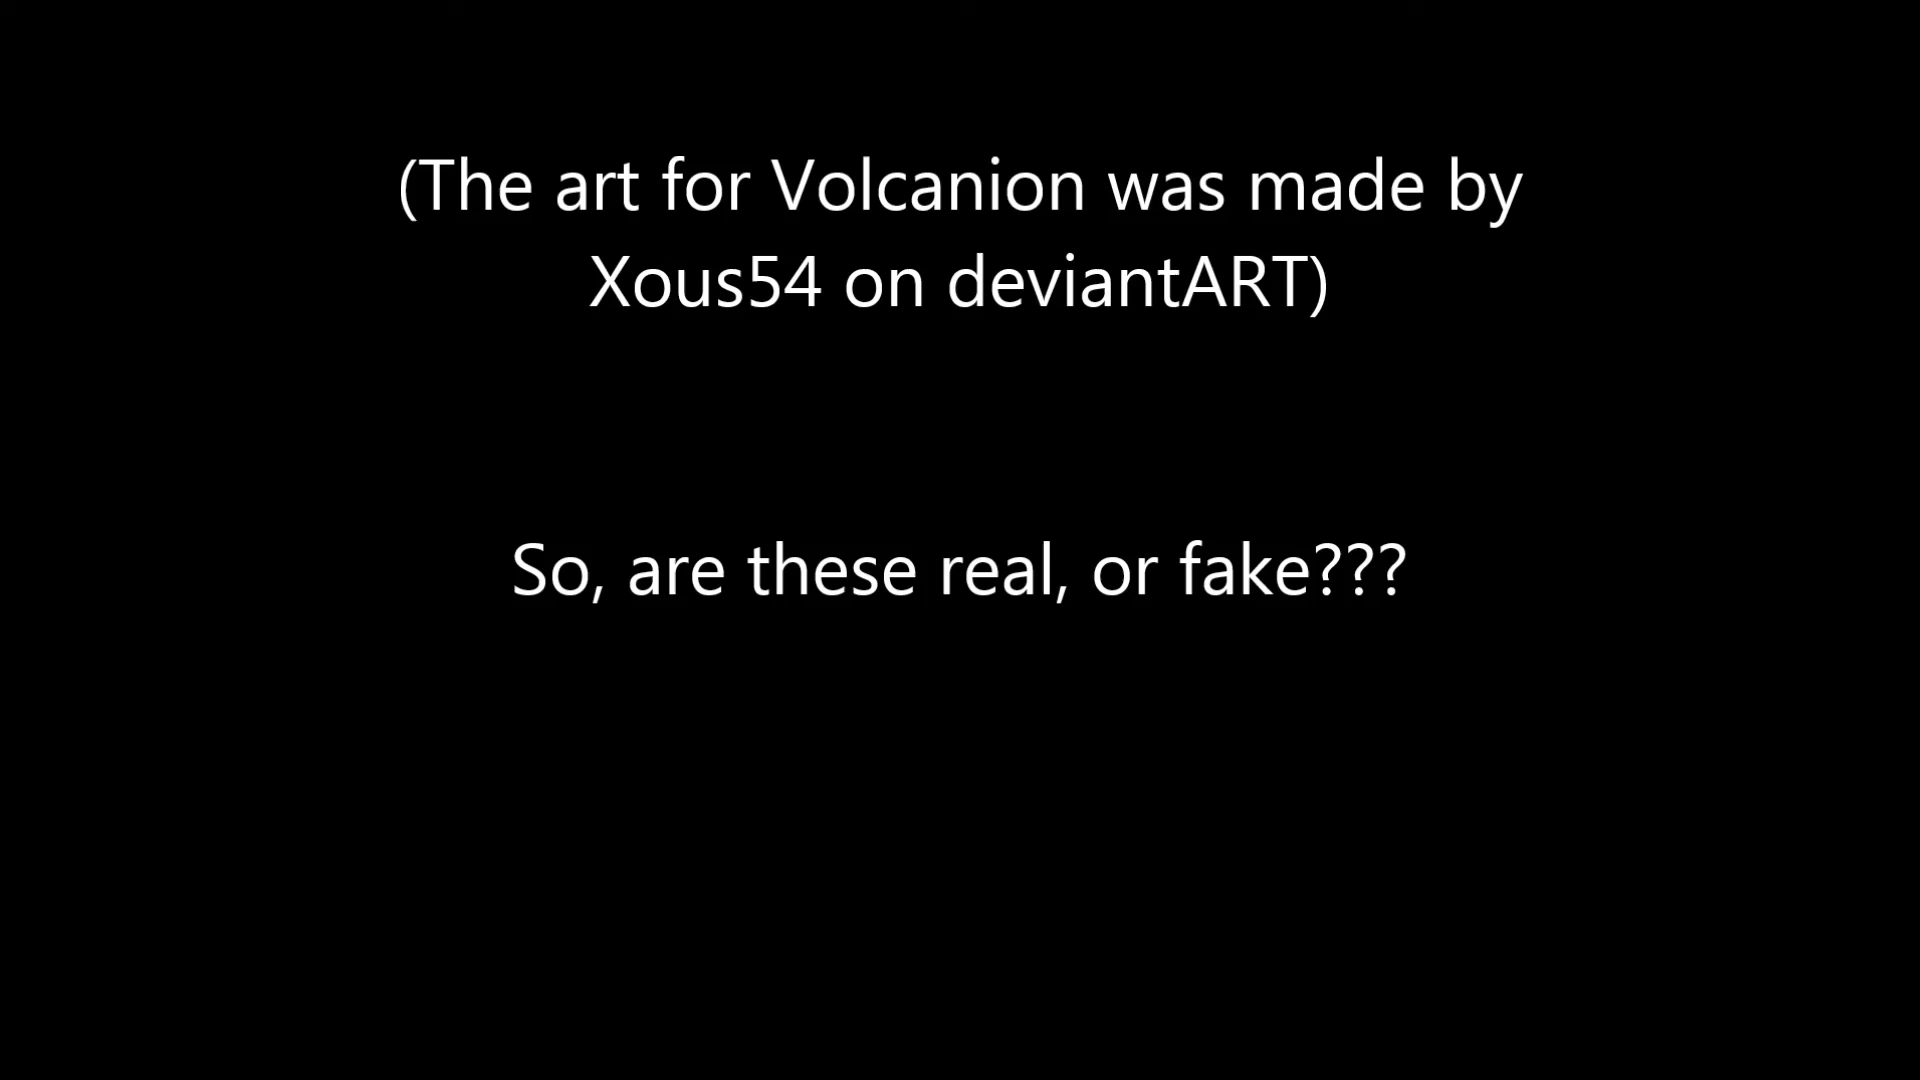 (The art for Volcanion was made by
Xous54 on deviantART)
So, are these real, or fake???